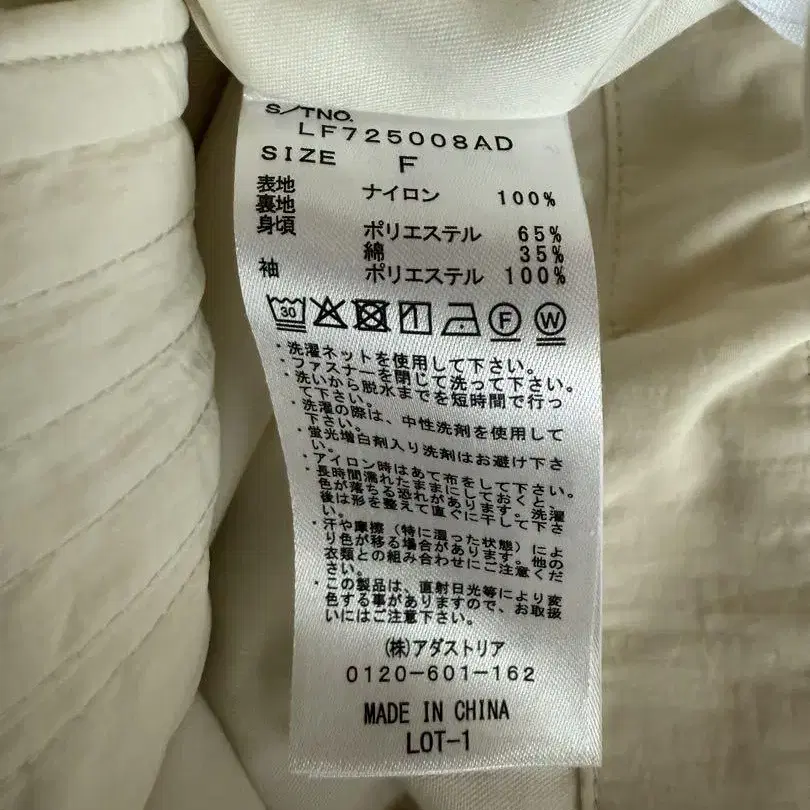 S/TNO.
LF725008AD
SIZE F
表地 ナイロン 100%
裏地
身頃 ポリエステル 65%
綿 35%
袖 ポリエステル 100%
30 F W
・洗濯ネットを使用して下さい。
・ファスナーを閉じて洗って下さい。
・洗いから脱水までを短時間で行っ
て下さい。
・洗濯の際は、中性洗剤を使用して
下さい。
・蛍光増白剤入り洗剤はお避け下さ
い。
・アイロン時はあて布をして下さい。
・長時間濡れたままにしておくと、
色が落ちる恐れがあります。洗濯
後は形を整えて直ぐに干して下さ
い。
・汗や摩擦（特に湿った状態）によ
り色が移る場合があります。他の
衣類との組み合わせにご注意くだ
さい。
・この製品は、直射日光等により変
色する事がありますので、お取扱
いにはご注意下さい。
(株)アダストリア
0120-601-162
MADE IN CHINA
LOT-1